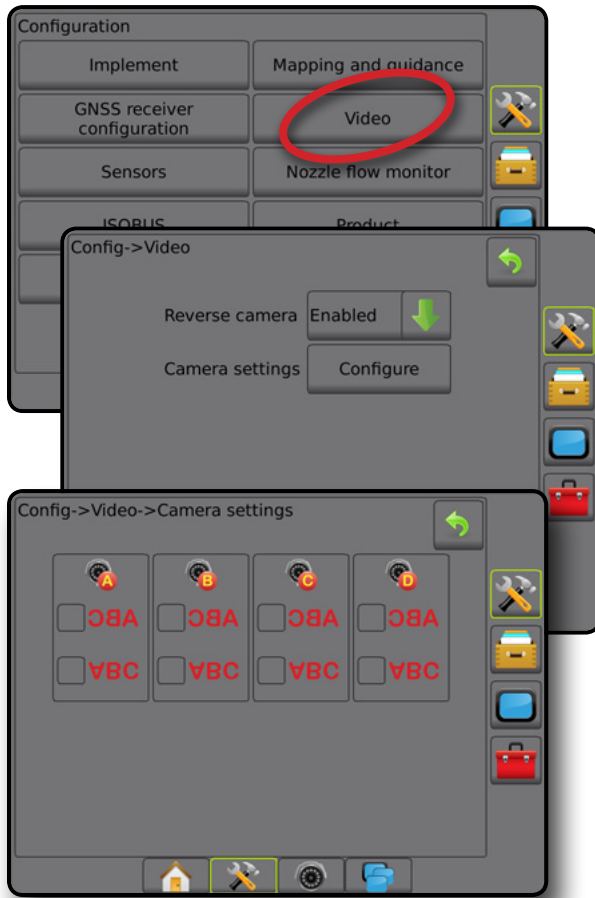 Configuration
Implement Mapping and guidance
GNSS receiver configuration Video
Sensors Nozzle flow monitor
ISOBUS Product
Config->Video
Reverse camera Enabled
Camera settings Configure
Config->Video->Camera settings
A B C D
ABC ABC ABC ABC
ABC ABC ABC ABC